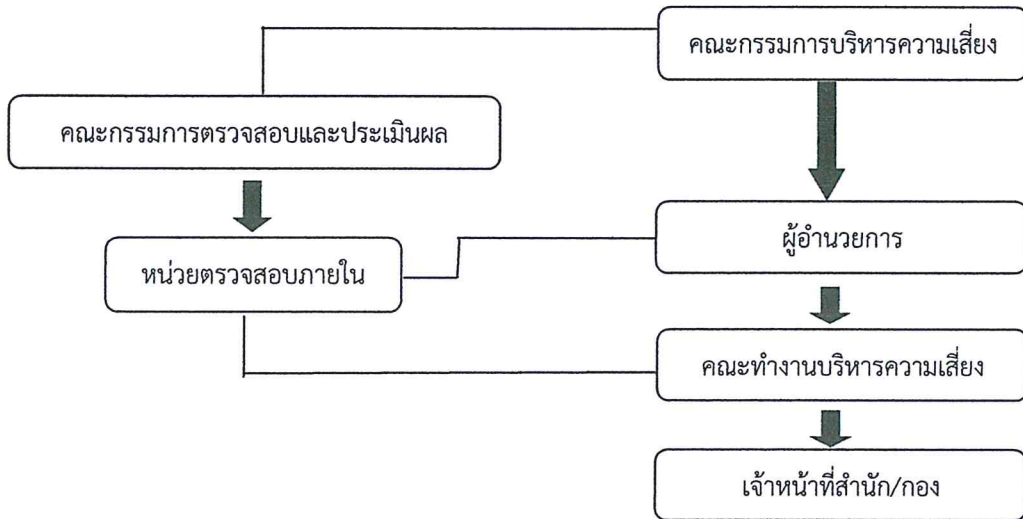 คณะกรรมการบริหารความเสี่ยง
คณะกรรมการตรวจสอบและประเมินผล
ผู้อำนวยการ
หน่วยตรวจสอบภายใน
คณะทำงานบริหารความเสี่ยง
เจ้าหน้าที่สำนัก/กอง